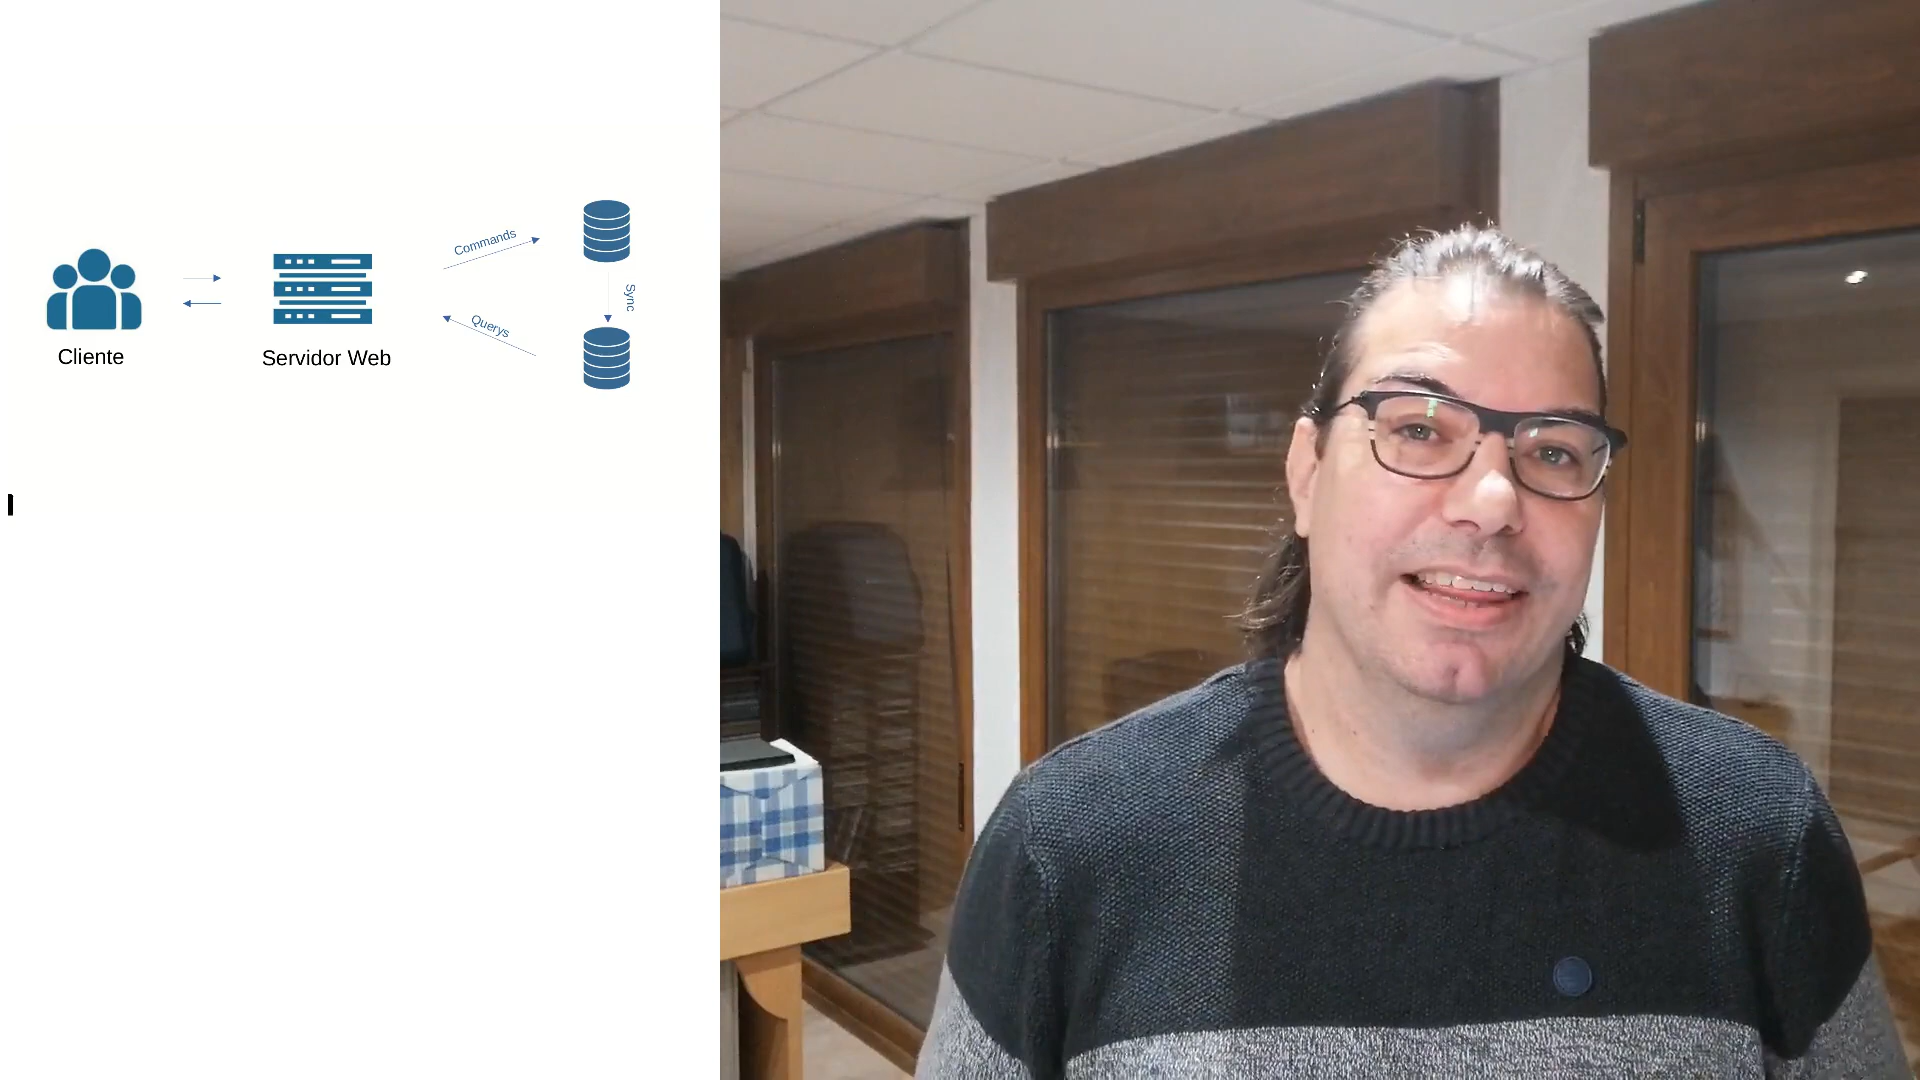 Commands
Sync
Querys
Cliente
Servidor Web